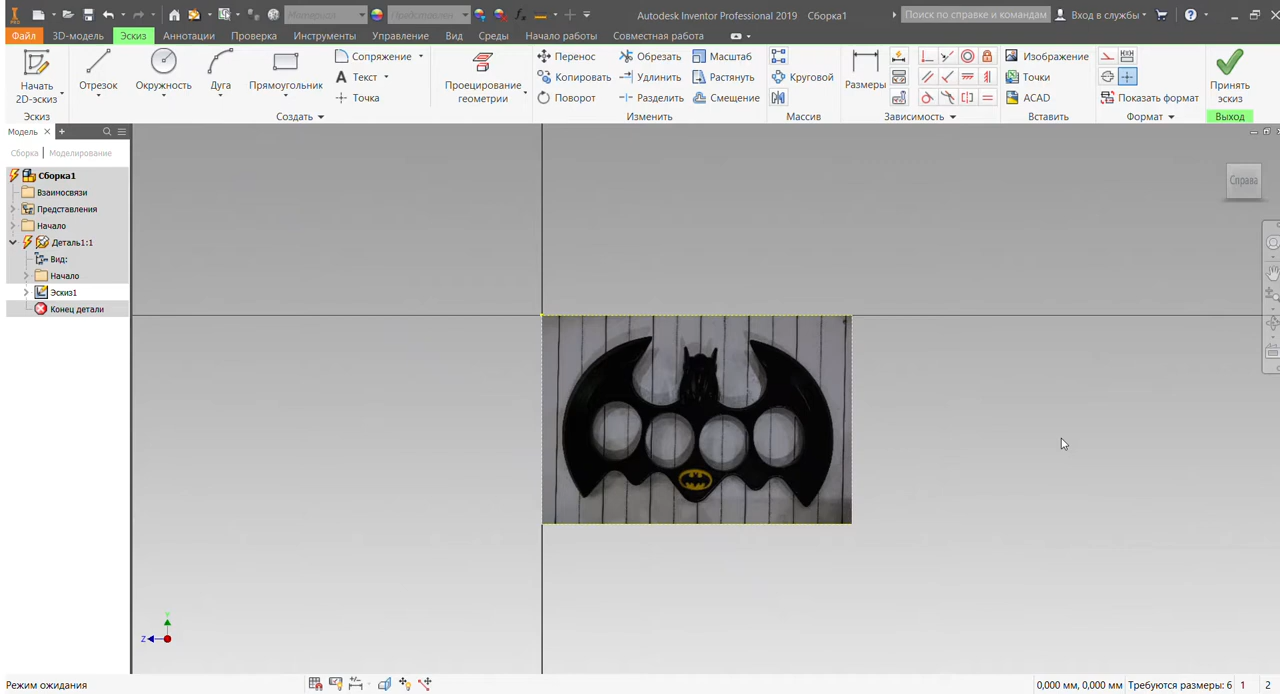 Материал
Представлен
fx
Autodesk Inventor Professional 2019
Сборка1
Поиск по справке и командам
Вход в службы
Файл
3D-модель
Эскиз
Аннотации
Проверка
Инструменты
Управление
Вид
Среды
Начало работы
Совместная работа
Начать
2D-эскиз
Отрезок
Окружность
Дуга
Прямоугольник
Сопряжение
Текст
Точка
Проецирование
геометрии
Перенос
Копировать
Поворот
Обрезать
Удлинить
Разделить
Масштаб
Растянуть
Смещение
Круговой
Размеры
Изображение
Точки
ACAD
Показать формат
Принять
эскиз
Эскиз
Создать
Изменить
Массив
Зависимость
Вставить
Формат
Выход
Модель
Сборка
Моделирование
Сборка1
Взаимосвязи
Представления
Начало
Деталь1:1
Вид:
Начало
Эскиз1
Конец детали
Справа
Y
Z
Режим ожидания
0,000 мм, 0,000 мм
Требуются размеры: 6
1
2